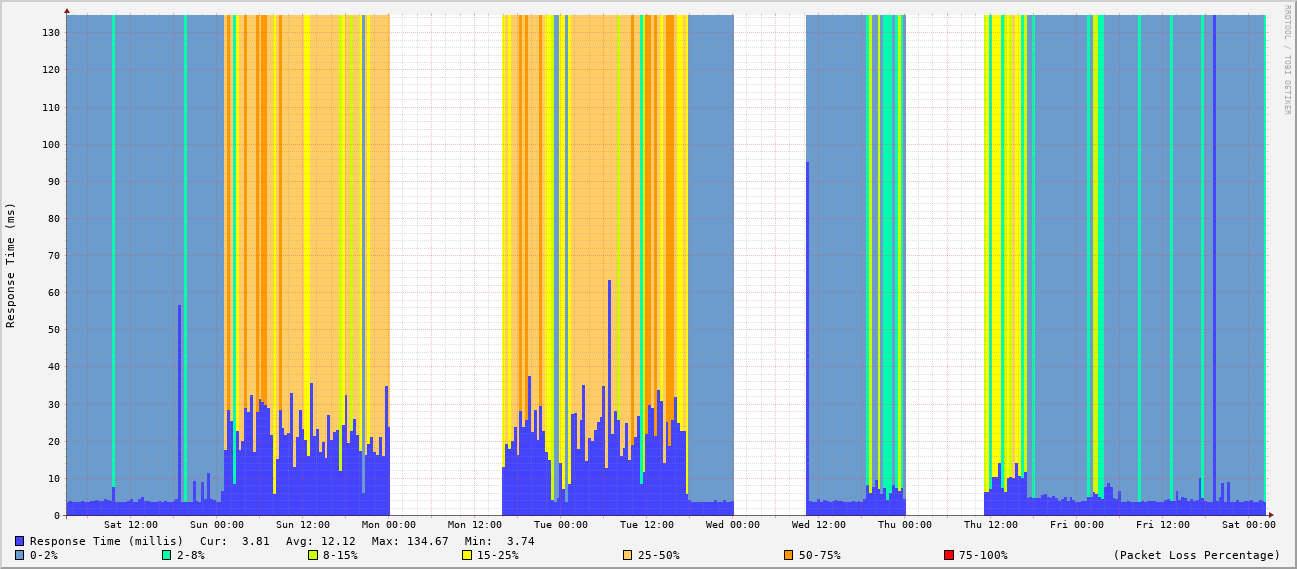 RRDTOOL / TOBI OETIKER
Response Time (ms)
130
120
110
100
90
80
70
60
50
40
30
20
10
0
Sat 12:00 Sun 00:00 Sun 12:00 Mon 00:00 Mon 12:00 Tue 00:00 Tue 12:00 Wed 00:00 Wed 12:00 Thu 00:00 Thu 12:00 Fri 00:00 Fri 12:00 Sat 00:00
Response Time (millis) Cur: 3.81 Avg: 12.12 Max: 134.67 Min: 3.74
0-2% 2-8% 8-15% 15-25% 25-50% 50-75% 75-100% (Packet Loss Percentage)